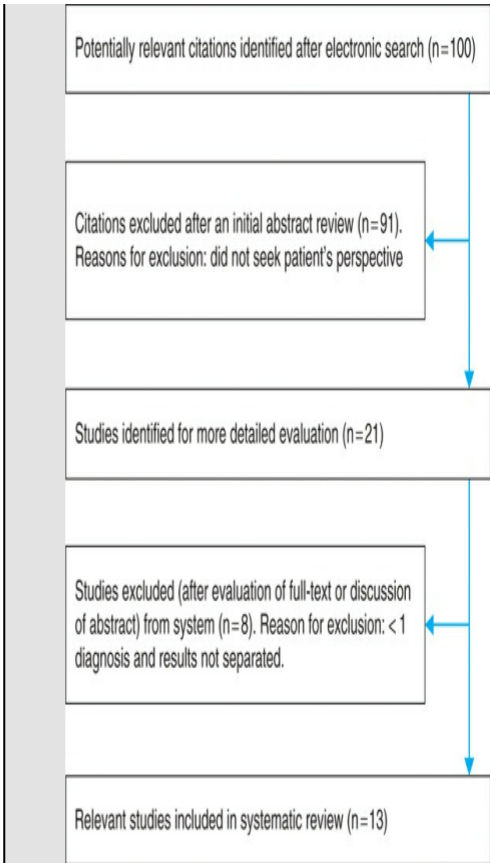 Potentially relevant citations identified after electronic search (n=100)
Citations excluded after an initial abstract review (n=91).
Reasons for exclusion: did not seek patient's perspective
Studies identified for more detailed evaluation (n=21)
Studies excluded (after evaluation of full-text or discussion
of abstract) from system (n=8). Reason for exclusion: < 1
diagnosis and results not separated.
Relevant studies included in systematic review (n=13)